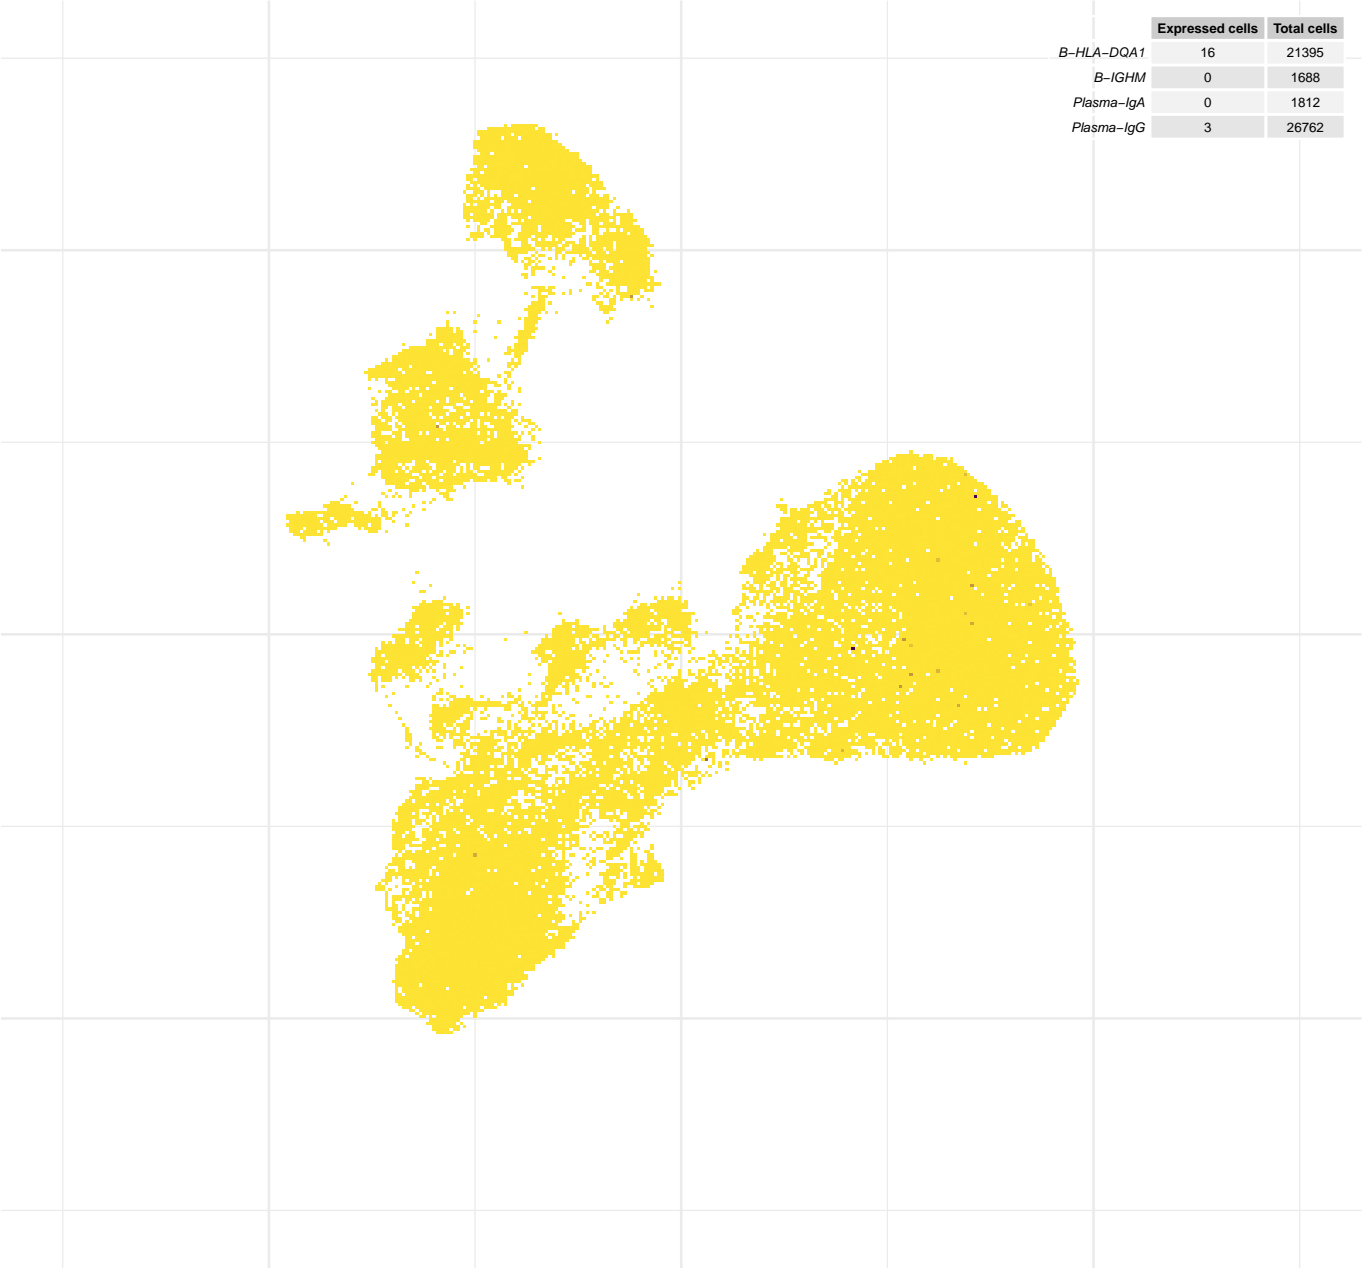 Expressed cells Total cells
B−HLA−DQA1 16 21395
B−IGHM 0 1688
Plasma−IgA 0 1812
Plasma−IgG 3 26762